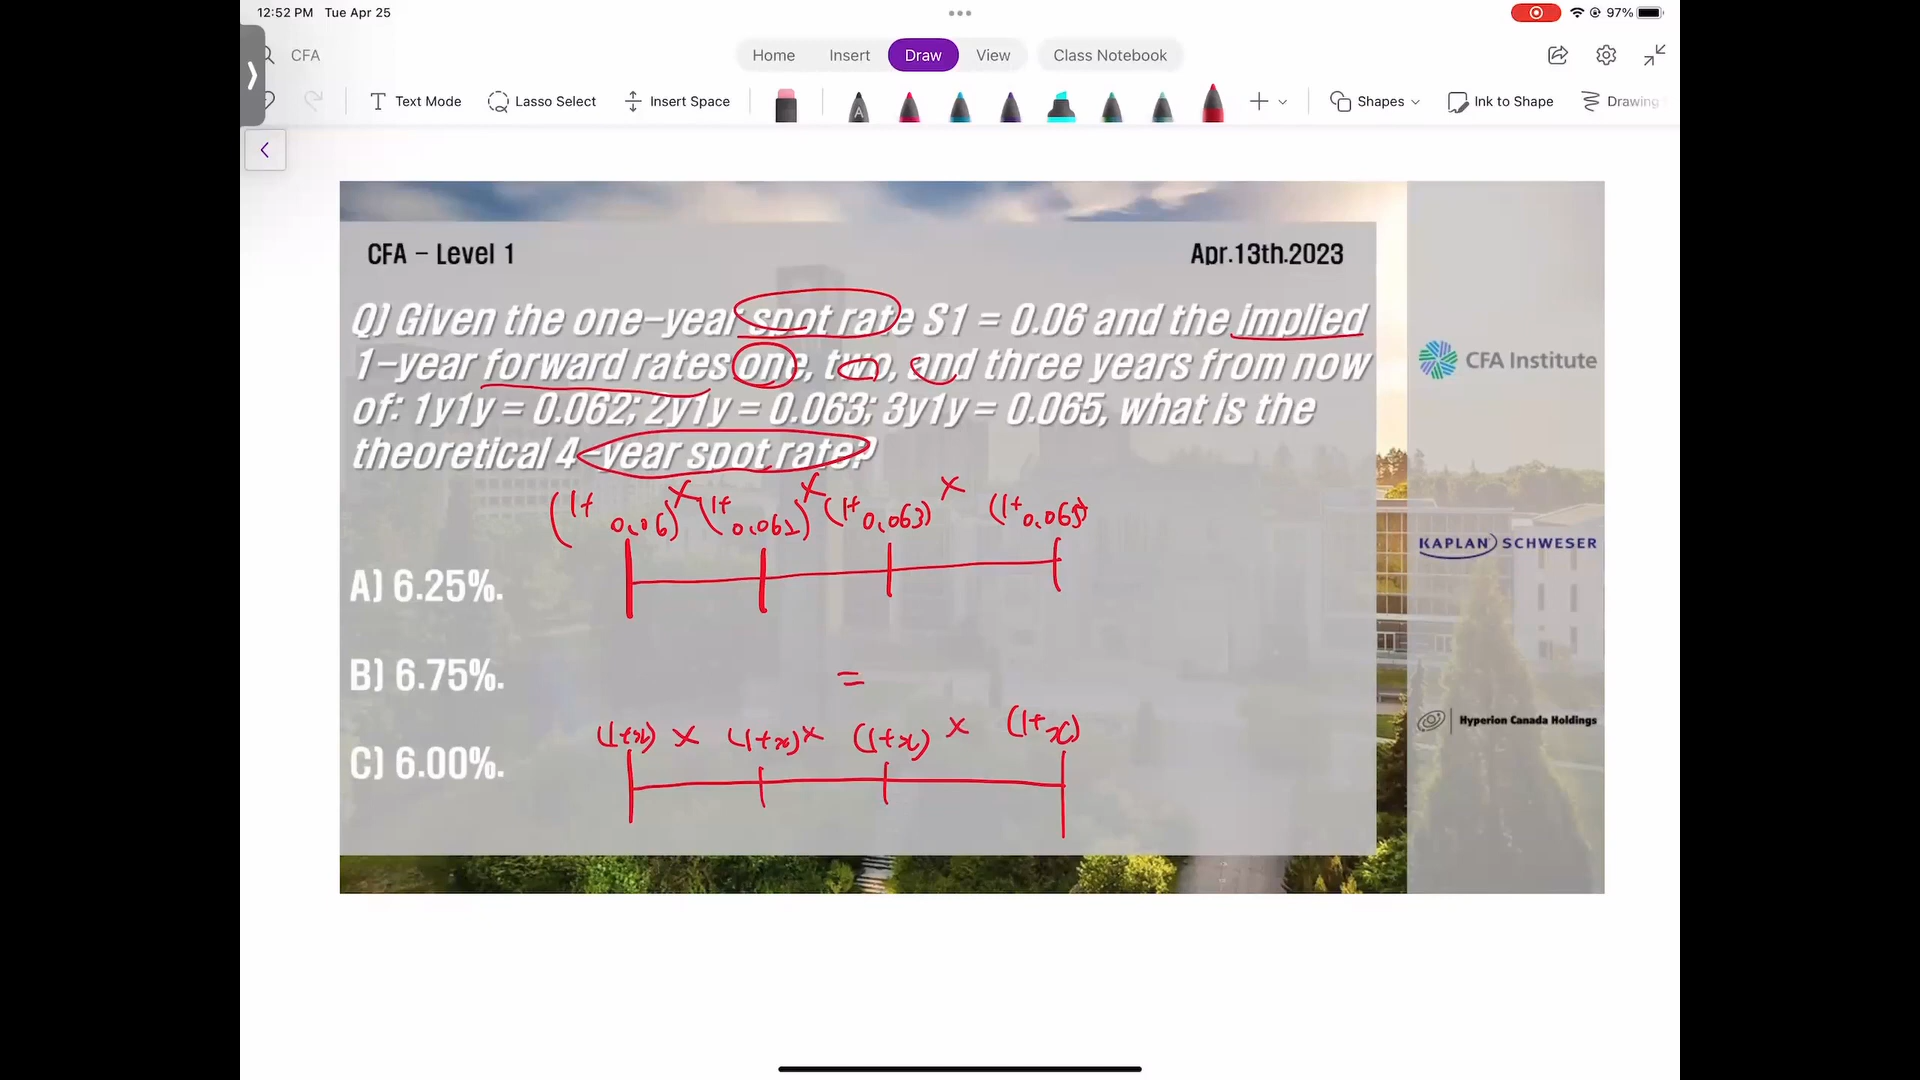 12:52 PM Tue Apr 25
97%
CFA
Home Insert Draw View Class Notebook
Text Mode Lasso Select Insert Space A Shapes Ink to Shape Drawing
CFA - Level 1 Apr.13th.2023
Q) Given the one-year spot rate S1 = 0.06 and the implied
1-year forward rates one, two, and three years from now
of: 1y1y = 0.062; 2y1y = 0.063; 3y1y = 0.065, what is the
theoretical 4-year spot rate?
(1+0.06) × (1+0.062) × (1+0.063) × (1+0.065)
A) 6.25%.
B) 6.75%.
=
(1+x) × (1+x) × (1+x) × (1+x)
C) 6.00%.
CFA Institute
KAPLAN SCHWESER
Hyperion Canada Holdings